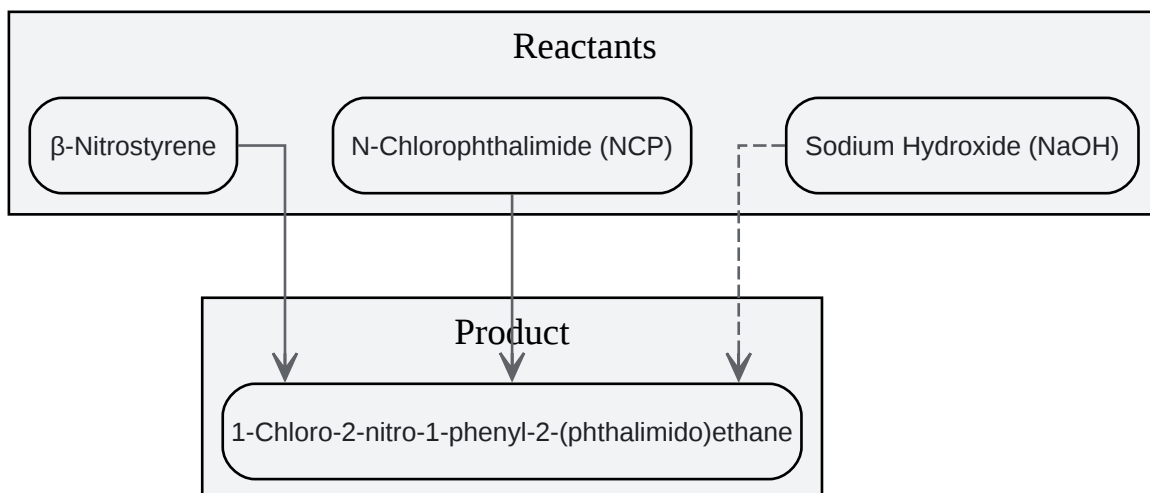 Reactants
β-Nitrostyrene
N-Chlorophthalimide (NCP)
Sodium Hydroxide (NaOH)
Product
1-Chloro-2-nitro-1-phenyl-2-(phthalimido)ethane